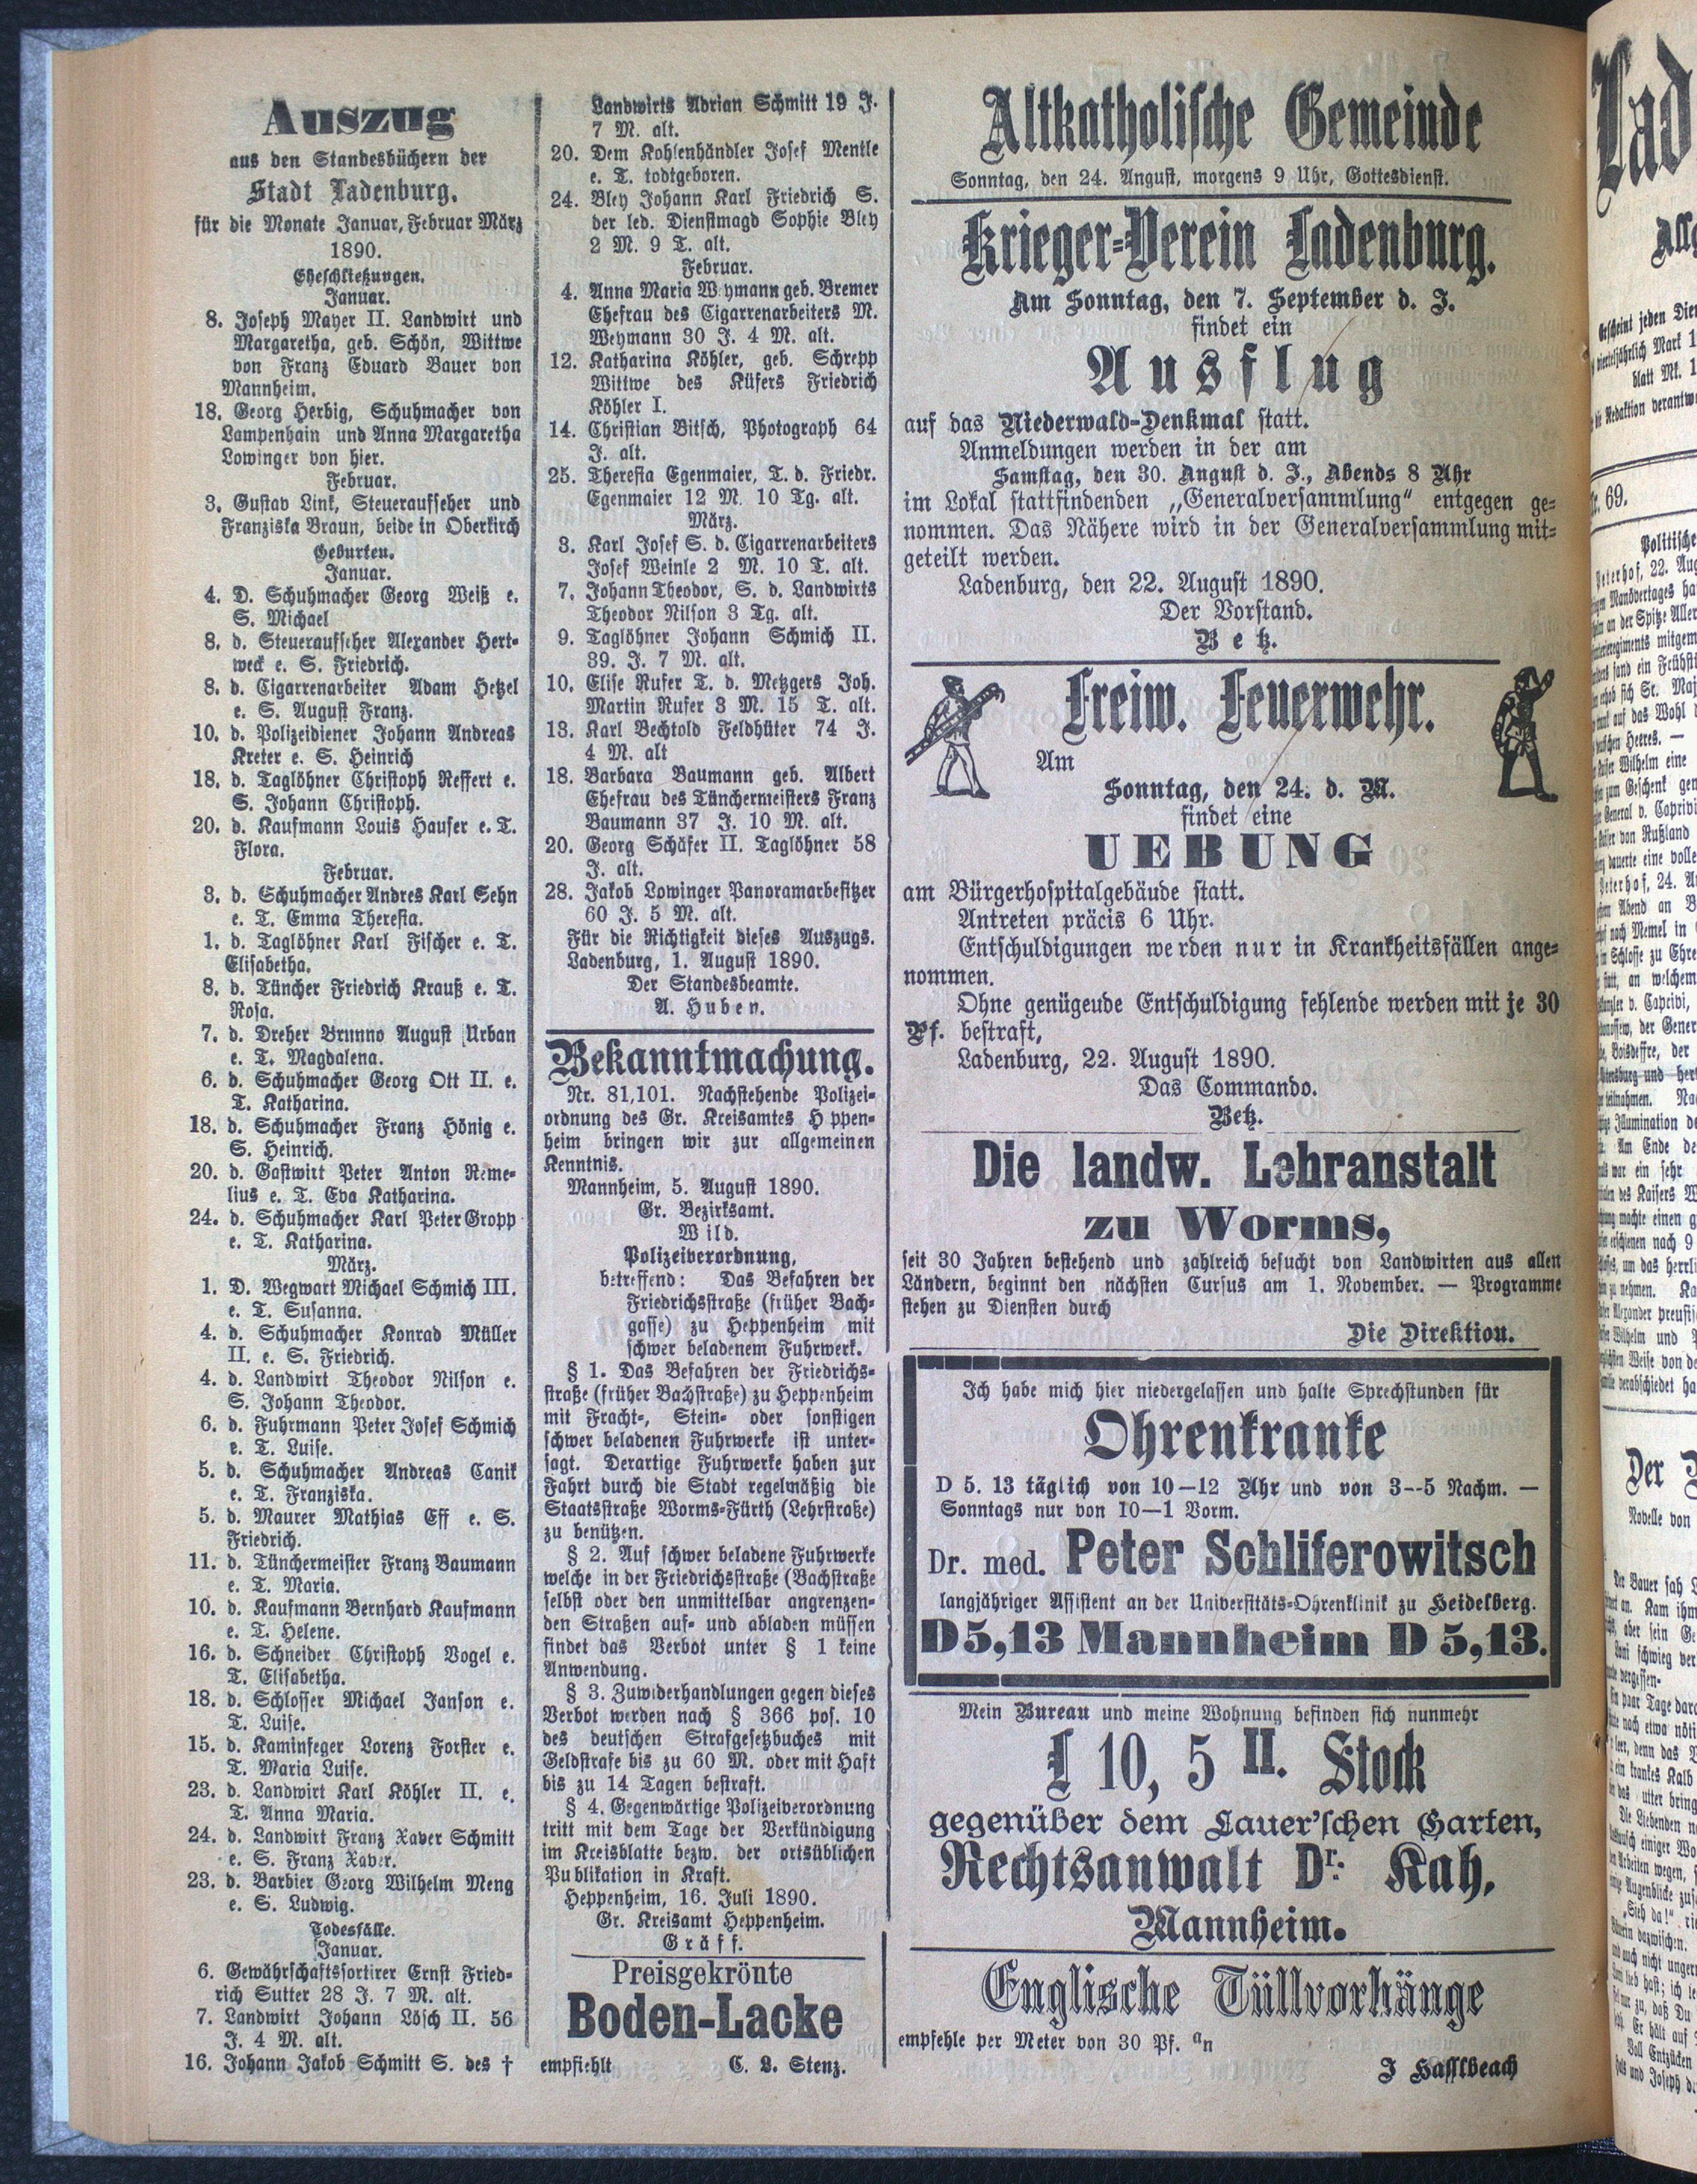 Auszug
aus den Standesbüchern der
Stadt Ladenburg.
für die Monate Januar, Februar März
1890.
Eheschließungen.
Januar.
8. Joseph Mayer II. Landwirt und
Margaretha, geb. Schön, Wittwe
von Franz Eduard Bauer von
Mannheim.
18. Georg Herbig, Schuhmacher von
Lampenhain und Anna Margaretha
Lowinger von hier.
Februar.
3. Gustav Link, Steueraufseher und
Franziska Braun, beide in Oberkirch
Geburten.
Januar.
4. D. Schuhmacher Georg Weiß e.
S. Michael
8. d. Steueraufseher Alexander Hert-
weck e. S. Friedrich.
8. d. Cigarrenarbeiter Adam Hetzel
e. S. August Franz.
10. d. Polizeidiener Johann Andreas
Kreter e. S. Heinrich
18. d. Taglöhner Christoph Reffert e.
S. Johann Christoph.
20. d. Kaufmann Louis Hauser e. T.
Flora.
Februar.
3. d. Schuhmacher Andres Karl Sehn
e. T. Emma Theresia.
1. d. Taglöhner Karl Fischer e. T.
Elisabetha.
8. d. Tüncher Friedrich Krauß e. T.
Rosa.
7. d. Dreher Brunno August Urban
e. T. Magdalena.
6. d. Schuhmacher Georg Ott II. e.
T. Katharina.
18. d. Schuhmacher Franz Hönig e.
S. Heinrich.
20. d. Gastwirt Peter Anton Reme-
lius e. T. Eva Katharina.
24. d. Schuhmacher Karl Peter Gropp
e. T. Katharina.
März.
1. D. Wegwart Michael Schmich III.
e. T. Susanna.
4. d. Schuhmacher Konrad Müller
II. e. S. Friedrich.
4. d. Landwirt Theodor Nilson e.
S. Johann Theodor.
6. d. Fuhrmann Peter Josef Schmich
e. T. Luise.
5. d. Schuhmacher Andreas Canik
e. T. Franziska.
5. d. Maurer Mathias Eff e. S.
Friedrich.
11. d. Tünchermeister Franz Baumann
e. T. Maria.
10. d. Kaufmann Bernhard Kaufmann
e. T. Helene.
16. d. Schneider Christoph Vogel e.
T. Elisabetha.
18. d. Schlosser Michael Janson e.
T. Luise.
15. d. Kaminfeger Lorenz Forster e.
T. Maria Luise.
23. d. Landwirt Karl Köhler II. e.
T. Anna Maria.
24. d. Landwirt Franz Xaver Schmitt
e. S. Franz Xaver.
23. d. Barbier Georg Wilhelm Meng
e. S. Ludwig.
Todesfälle.
Januar.
6. Gewährschaftssortirer Ernst Fried-
rich Sutter 28 J. 7 M. alt.
7. Landwirt Johann Lösch II. 56
J. 4 M. alt.
16. Johann Jakob Schmitt S. des †
Landwirts Adrian Schmitt 19 J.
7 M. alt.
20. Dem Kohlenhändler Josef Mentle
e. T. todtgeboren.
24. Bley Johann Karl Friedrich S.
der led. Dienstmagd Sophie Bley
2 M. 9 T. alt.
Februar.
4. Anna Maria W ymann geb. Bremer
Ehefrau des Cigarrenarbeiters M.
Weymann 30 J. 4 M. alt.
12. Katharina Köhler, geb. Schrepp
Wittwe des Küfers Friedrich
Köhler I.
14. Christian Bitsch, Photograph 64
J. alt.
25. Theresia Egenmaier, T. d. Friedr.
Egenmaier 12 M. 10 Tg. alt.
März.
3. Karl Josef S. d. Cigarrenarbeiters
Josef Weinle 2 M. 10 T. alt.
7. Johann Theodor, S. d. Landwirts
Theodor Nilson 3 Tg. alt.
9. Taglöhner Johann Schmich II.
39. J. 7 M. alt.
10. Elise Rufer T. d. Metzgers Joh.
Martin Rufer 3 M. 15 T. alt.
13. Karl Bechtold Feldhüter 74 J.
4 M. alt
18. Barbara Baumann geb. Albert
Ehefrau des Tünchermeisters Franz
Baumann 37 J. 10 M. alt.
20. Georg Schäfer II. Taglöhner 58
J. alt.
28. Jakob Lowinger Panoramarbesitzer
60 J. 5 M. alt.
Für die Richtigkeit dieses Auszugs.
Ladenburg, 1. August 1890.
Der Standesbeamte.
A. Huben.
Bekanntmachung.
Nr. 81,101. Nachstehende Polizei-
ordnung des Gr. Kreisamtes H ppen-
heim bringen wir zur allgemeinen
Kenntnis.
Mannheim, 5. August 1890.
Gr. Bezirksamt.
Wild.
Polizeiverordnung,
betreffend: Das Befahren der
Friedrichsstraße (früher Bach-
gasse) zu Heppenheim mit
schwer beladenem Fuhrwerk.
§ 1. Das Befahren der Friedrichs-
straße (früher Bachstraße) zu Heppenheim
mit Fracht-, Stein- oder sonstigen
schwer beladenen Fuhrwerke ist unter-
sagt. Derartige Fuhrwerke haben zur
Fahrt durch die Stadt regelmäßig die
Staatsstraße Worms-Fürth (Lehrstraße)
zu benützen.
§ 2. Auf schwer beladene Fuhrwerke
welche in der Friedrichsstraße (Bachstraße
selbst oder den unmittelbar angrenzen-
den Straßen auf- und abladen müssen
findet das Verbot unter § 1 keine
Anwendung.
§ 3. Zuwiderhandlungen gegen dieses
Verbot werden nach § 366 pos. 10
des deutschen Strafgesetzbuches mit
Geldstrafe bis zu 60 M. oder mit Haft
bis zu 14 Tagen bestraft.
§ 4. Gegenwärtige Polizeiverordnung
tritt mit dem Tage der Verkündigung
im Kreisblatte bezw. der ortsüblichen
Publikation in Kraft.
Heppenheim, 16. Juli 1890.
Gr. Kreisamt Heppenheim.
Gräff.
Preisgekrönte
Boden-Lacke
empfiehlt C. L. Stenz.
Altkatholische Gemeinde
Sonntag, den 24. August, morgens 9 Uhr, Gottesdienst.
Krieger-Verein Ladenburg.
Am Sonntag, den 7. September d. J.
findet ein
Ausflug
auf das Niederwald-Denkmal statt.
Anmeldungen werden in der am
Samstag, den 30. August d. J., Abends 8 Uhr
im Lokal stattfindenden „Generalversammlung“ entgegen ge-
nommen. Das Nähere wird in der Generalversammlung mit-
geteilt werden.
Ladenburg, den 22. August 1890.
Der Vorstand.
Betz.
Freiw. Feuerwehr.
Am
Sonntag, den 24. d. M.
findet eine
UEBUNG
am Bürgerhospitalgebäude statt.
Antreten präcis 6 Uhr.
Entschuldigungen werden nur in Krankheitsfällen ange-
nommen.
Ohne genügeude Entschuldigung fehlende werden mit je 30
Pf. bestraft,
Ladenburg, 22. August 1890.
Das Commando.
Betz.
Die landw. Lehranstalt
zu Worms,
seit 30 Jahren bestehend und zahlreich besucht von Landwirten aus allen
Ländern, beginnt den nächsten Cursus am 1. November. — Programme
stehen zu Diensten durch
Die Direktion.
Ich habe mich hier niedergelassen und halte Sprechstunden für
Ohrenkranke
D 5. 13 täglich von 10—12 Uhr und von 3--5 Nachm. —
Sonntags nur von 10—1 Vorm.
Dr. med. Peter Schliferowitsch
langjähriger Assistent an der Universitäts-Ohrenklinik zu Heidelberg.
D 5,13 Mannheim D 5,13.
Mein Bureau und meine Wohnung befinden sich nunmehr
L 10, 5 II. Stock
gegenüber dem Lauer'schen Garten,
Rechtsanwalt Dr. Kah,
Mannheim.
Englische Tüllvorhänge
empfehle per Meter von 30 Pf. an
J Hasslbeach
Lad
Nr. 69.
Politische
Peterhof, 22. Aug
Peterhof, 24. A
Der
Novelle von